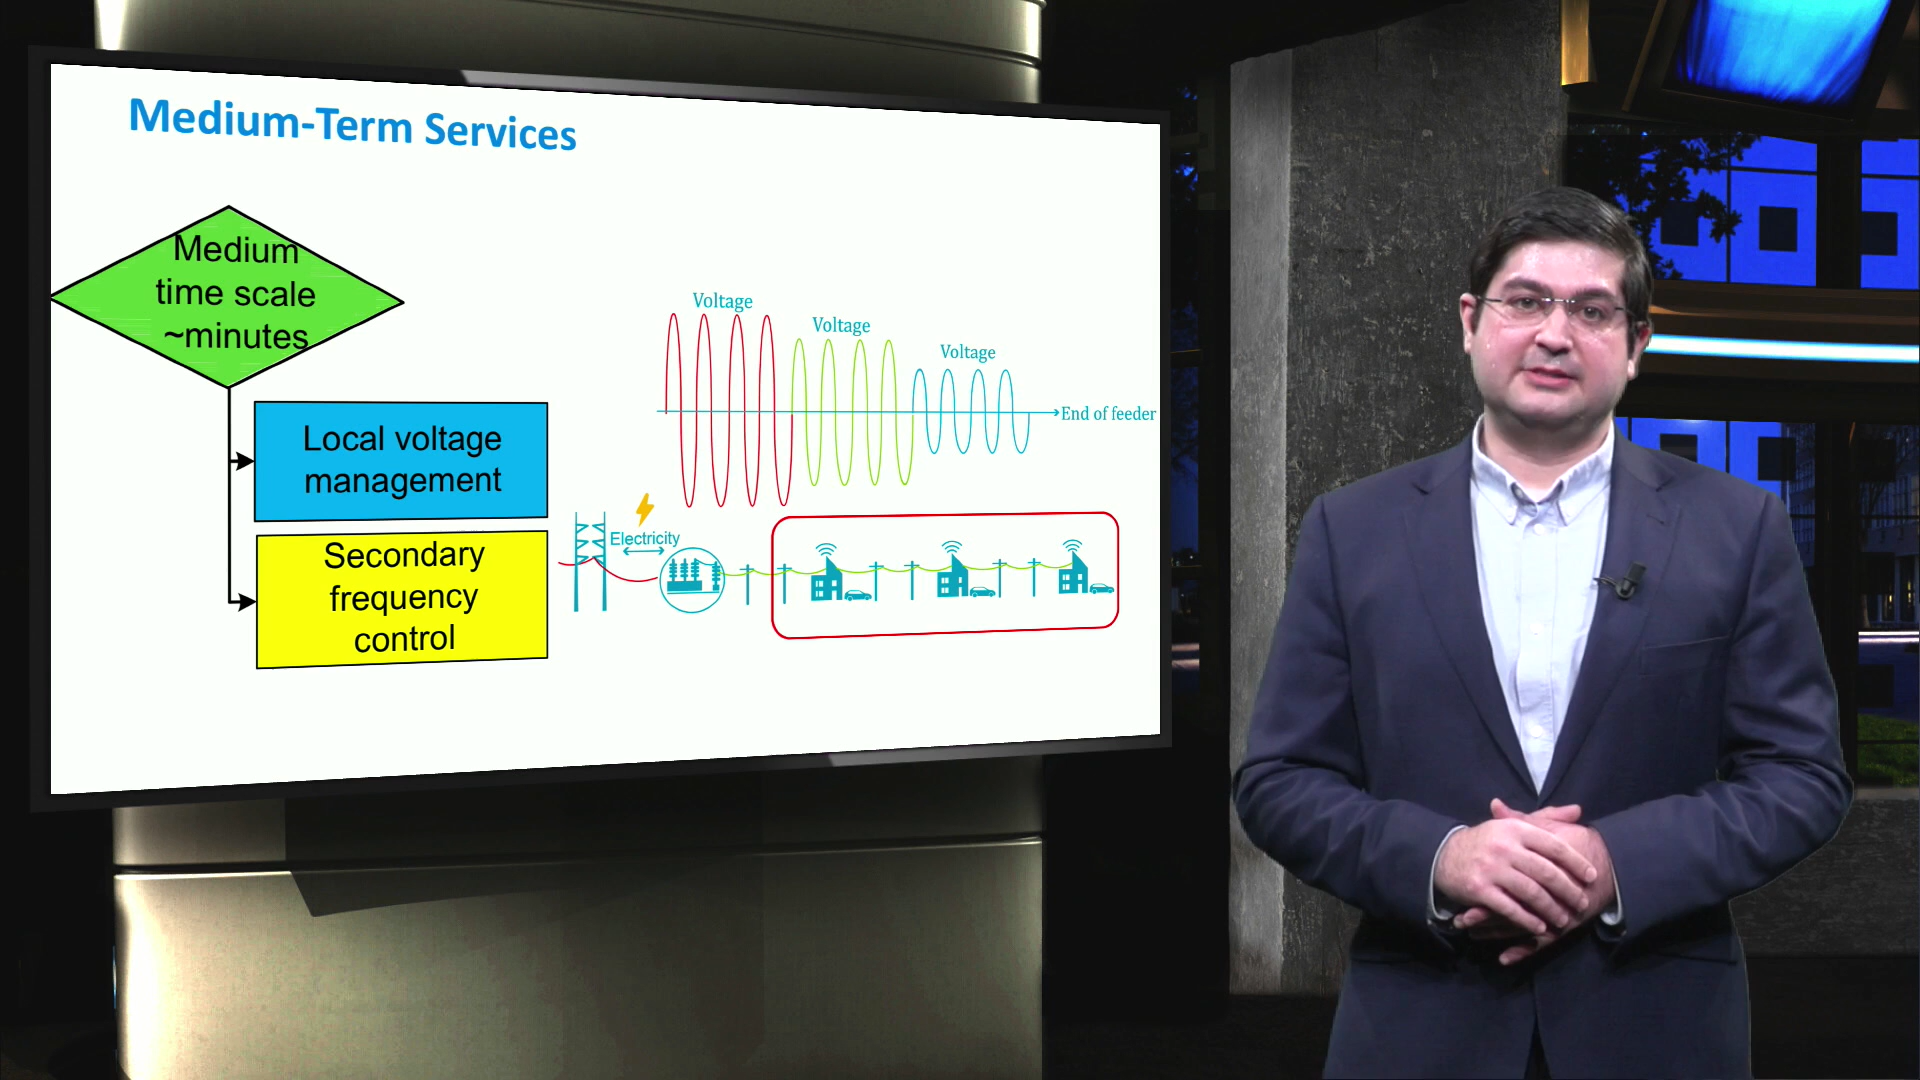 Medium-Term Services
Medium
time scale
~minutes
Local voltage
management
Secondary
frequency
control
Voltage
Voltage
Voltage
End of feeder
Electricity